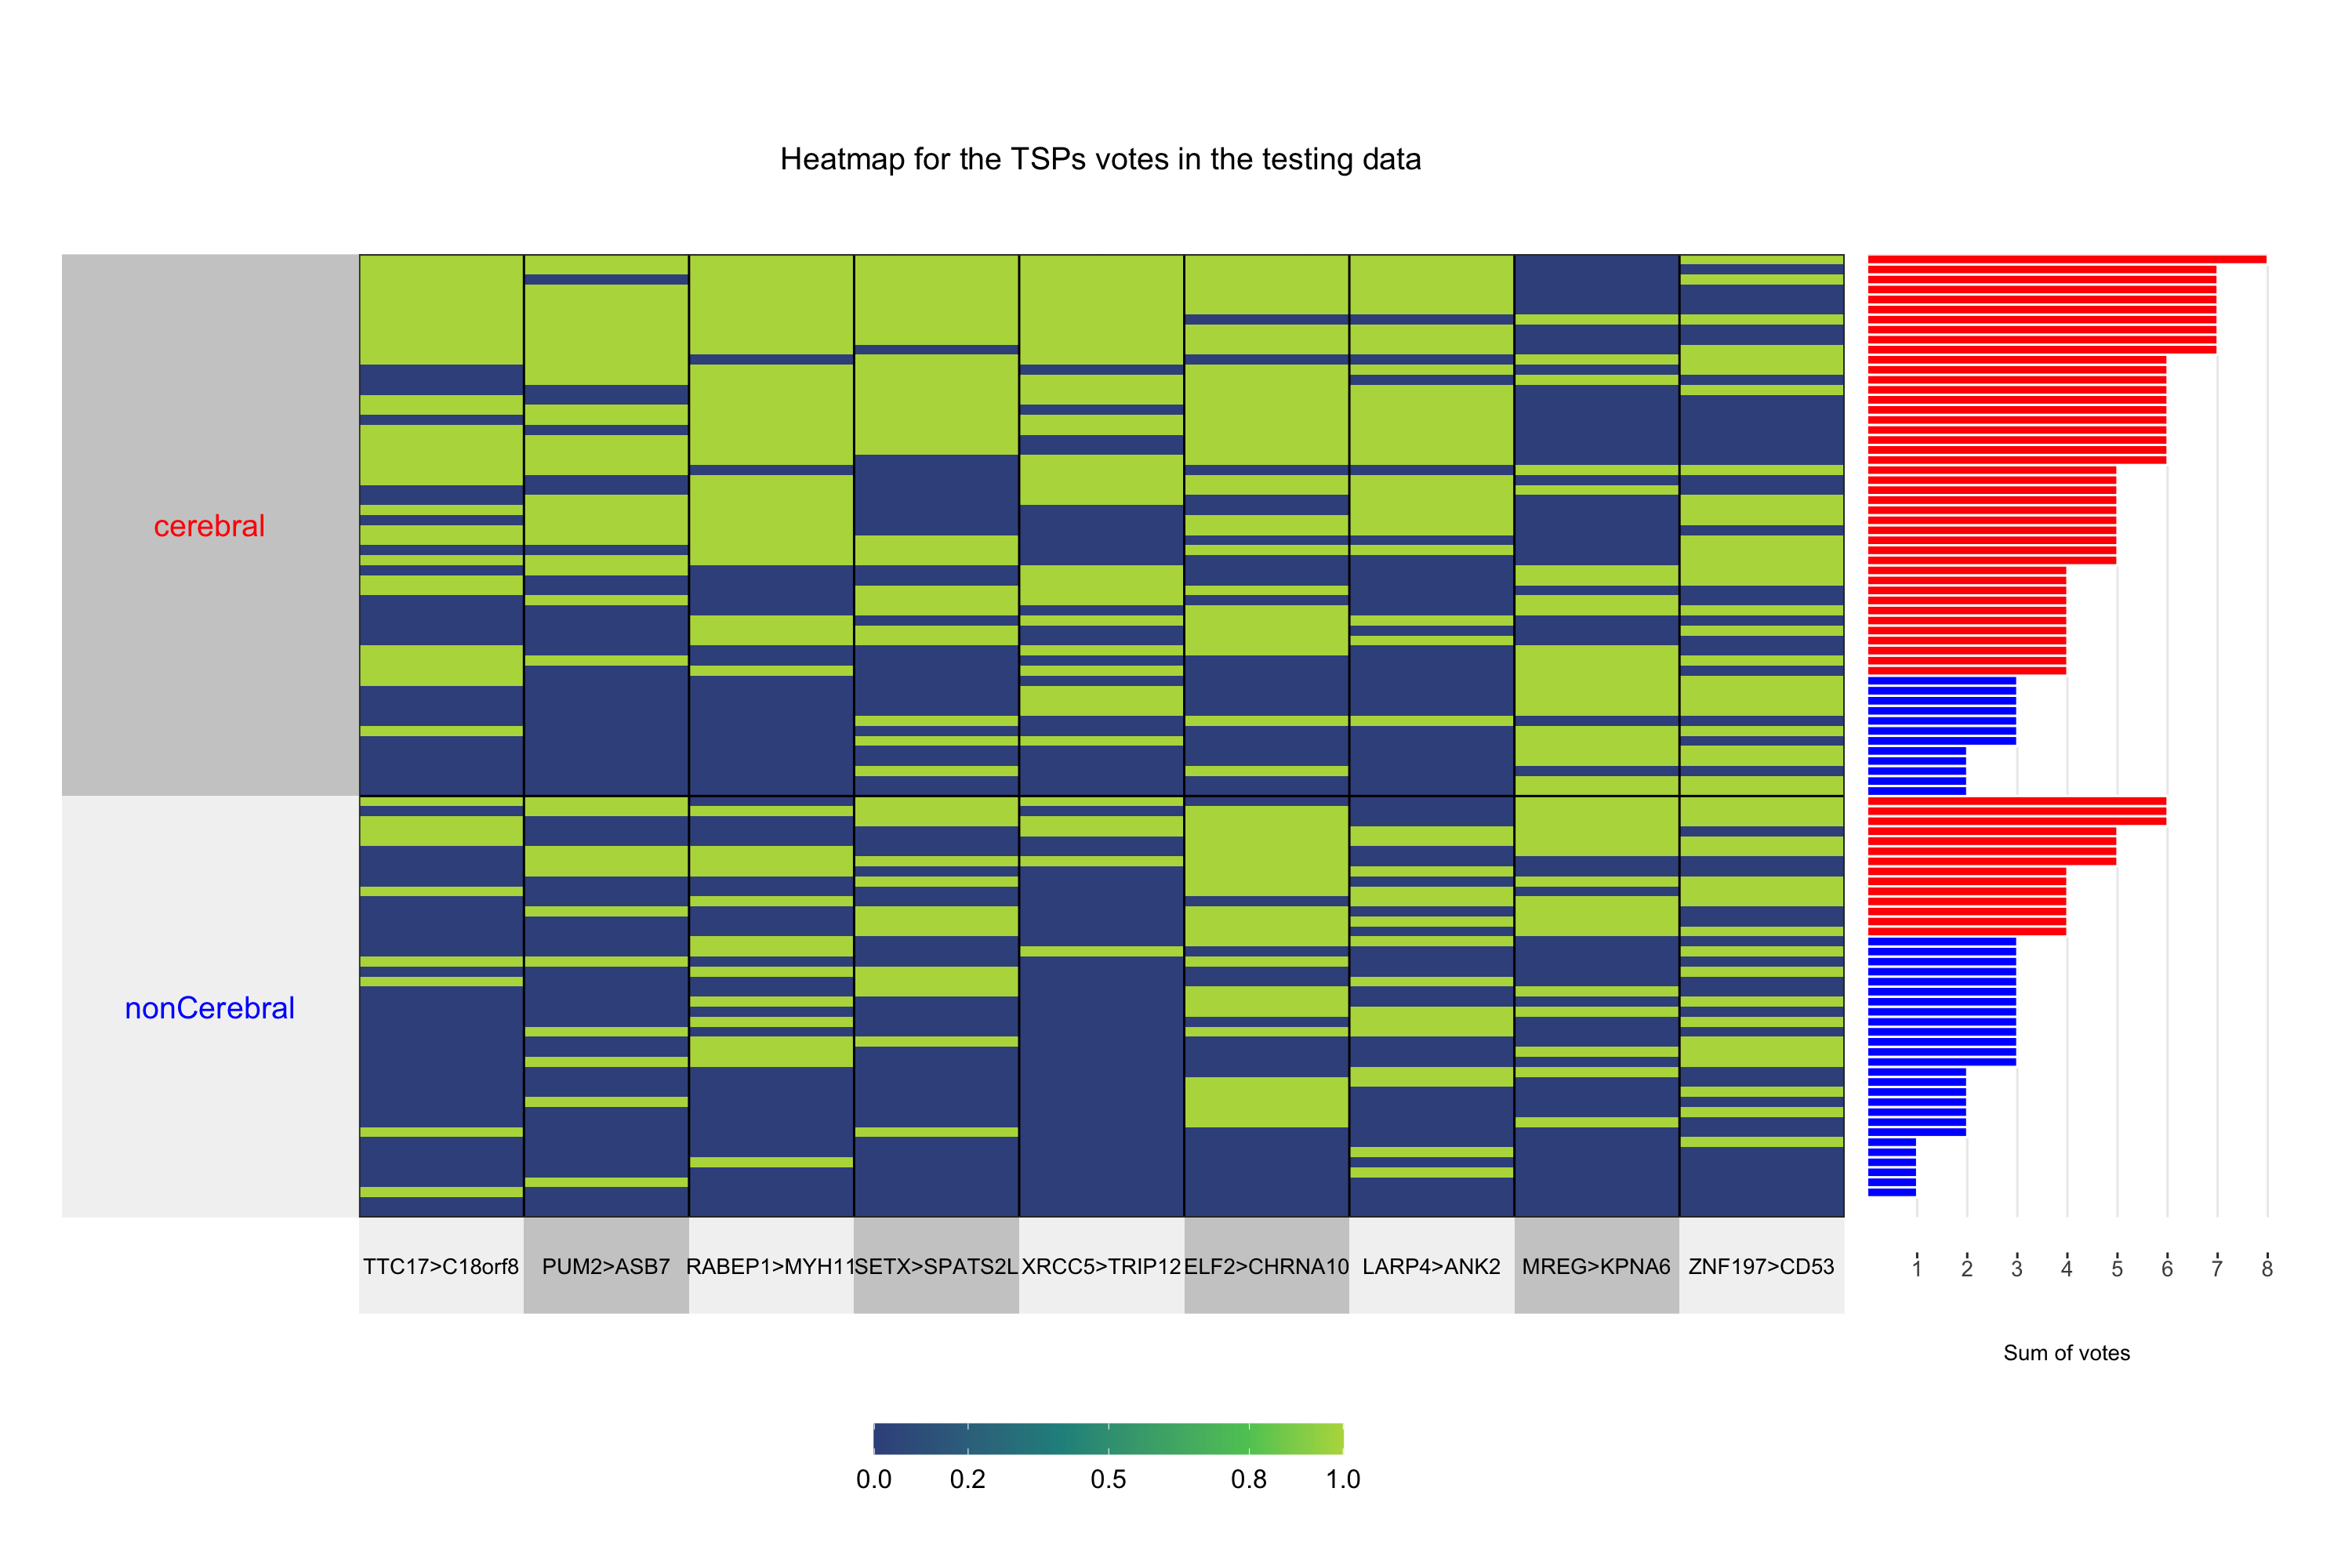 Heatmap for the TSPs votes in the testing data
cerebral
nonCerebral
TTC17>C18orf8 PUM2>ASB7 RABEP1>MYH11 SETX>SPATS2L XRCC5>TRIP12 ELF2>CHRNA10 LARP4>ANK2 MREG>KPNA6 ZNF197>CD53
1 2 3 4 5 6 7 8
Sum of votes
0.0 0.2 0.5 0.8 1.0